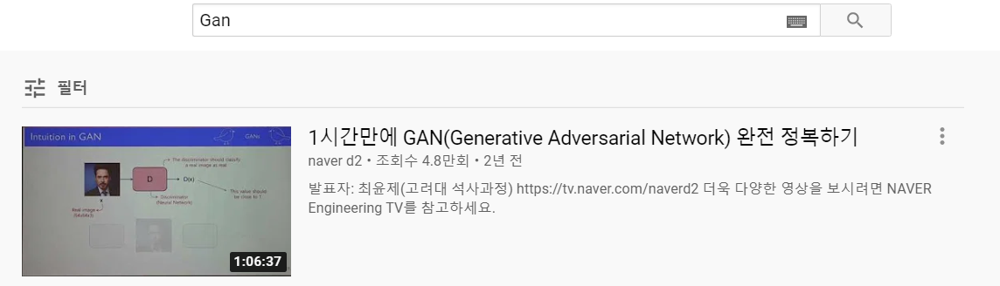 Gan
필터
Intuition in GAN
GANs
The discriminator should classify
a real image as real
D
D(x)
This value should
be close to 1
x
Discriminator
(Neural Network)
Real image
(64x64x3)
1:06:37
1시간만에 GAN(Generative Adversarial Network) 완전 정복하기
naver d2 • 조회수 4.8만회 • 2년 전
발표자: 최윤제(고려대 석사과정) https://tv.naver.com/naverd2 더욱 다양한 영상을 보시려면 NAVER
Engineering TV를 참고하세요.